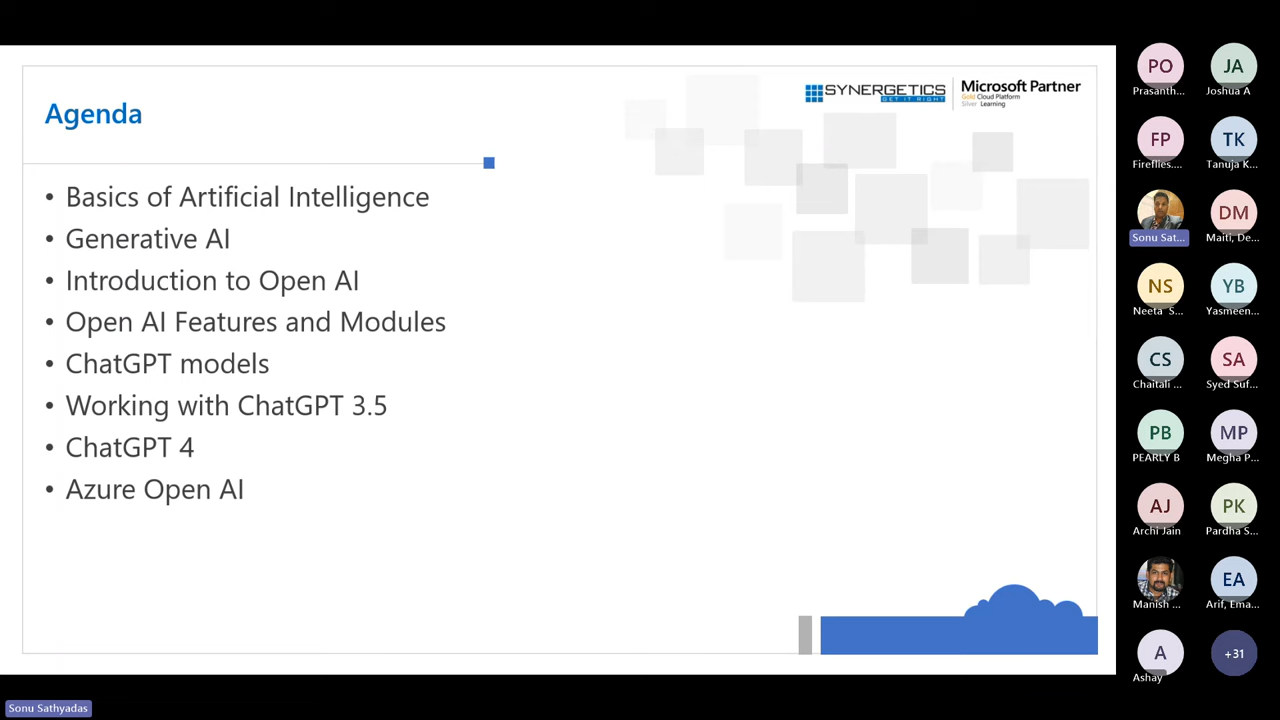 Agenda
SYNERGETICS
GET IT RIGHT
Microsoft Partner
Gold Cloud Platform
Silver Learning
• Basics of Artificial Intelligence
• Generative AI
• Introduction to Open AI
• Open AI Features and Modules
• ChatGPT models
• Working with ChatGPT 3.5
• ChatGPT 4
• Azure Open AI
PO JA
Prasanth... Joshua A
FP TK
Fireflies.... Tanuja K...
DM
Sonu Sat... Maiti, De...
NS YB
Neeta S... Yasmeen...
CS SA
Chaitali ... Syed Suf...
PB MP
PEARLY B Megha P...
AJ PK
Archi Jain Pardha S...
EA
Manish ... Arif, Ema...
A +31
Ashay
Sonu Sathyadas